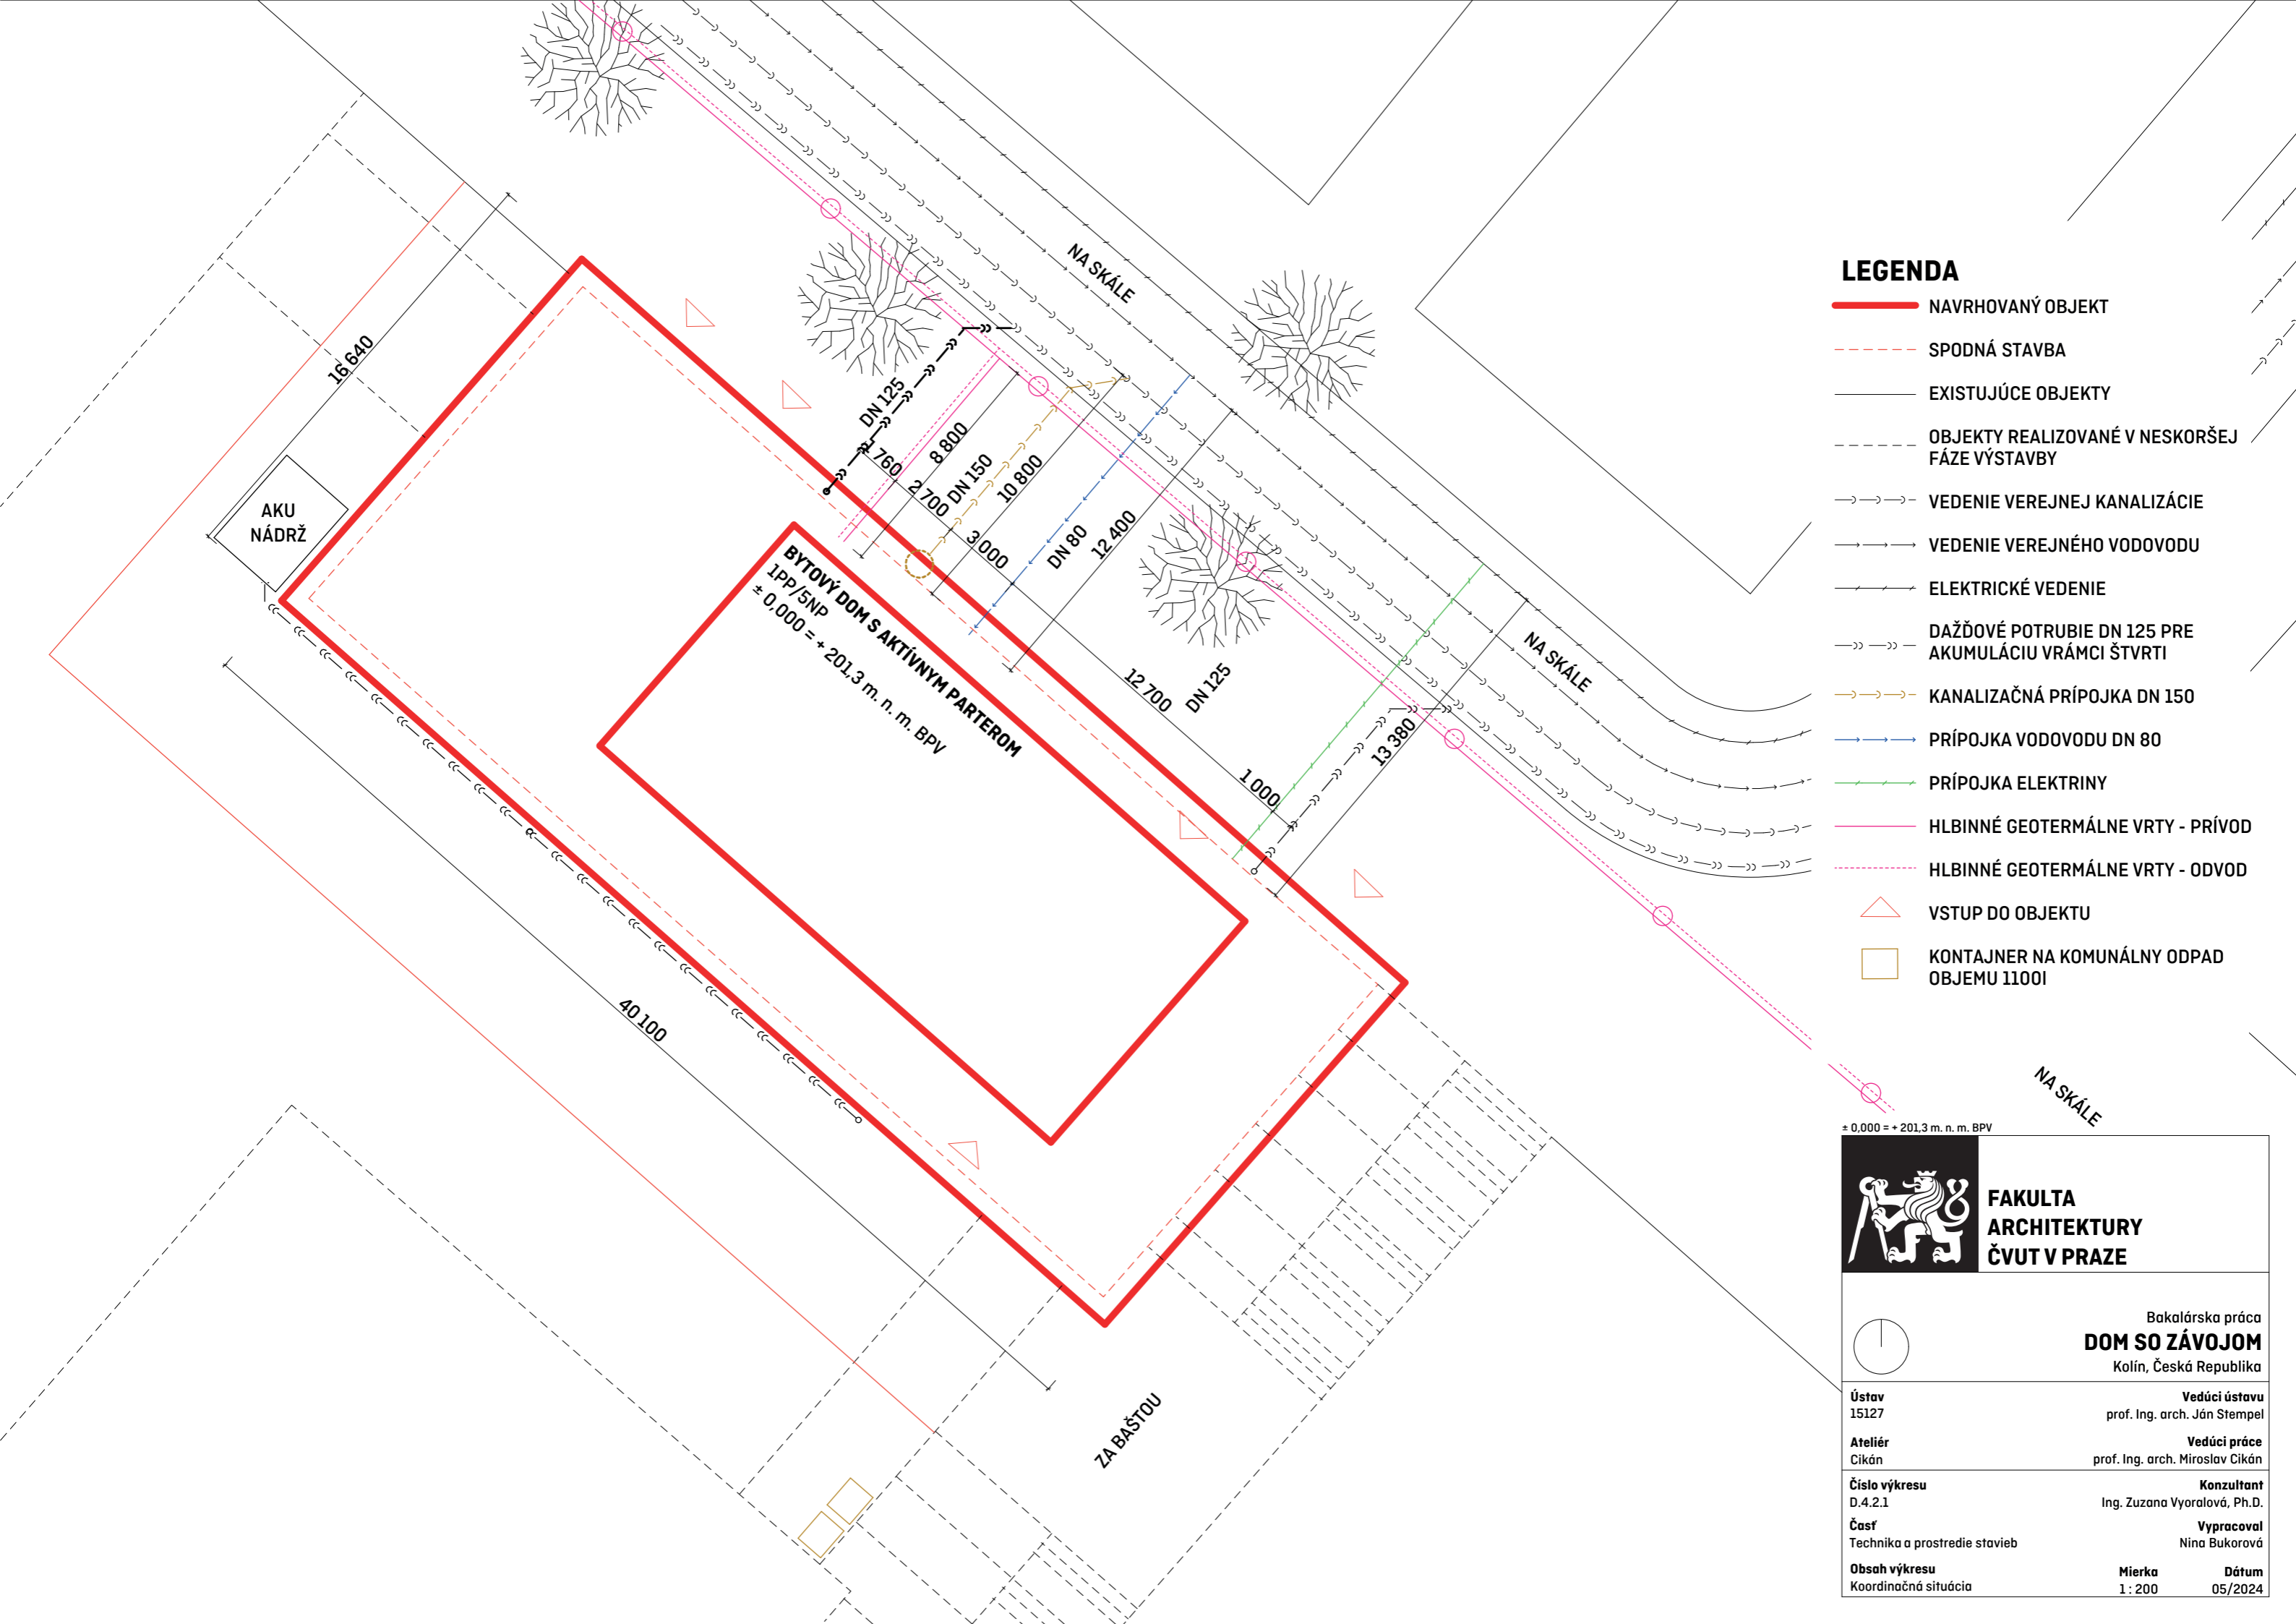 NA SKÁLE
16 640
AKU
NÁDRŽ
DN 125
1 760
8 800
2 700
DN 150
10 800
3 000
DN 80
12 400
BYTOVÝ DOM S AKTÍVNYM PARTEROM
1PP/5NP
± 0,000 = + 201,3 m. n. m. BPV
12 700
DN 125
NA SKÁLE
13 380
1 000
40 100
ZA BAŠTOU
NA SKÁLE
LEGENDA
NAVRHOVANÝ OBJEKT
SPODNÁ STAVBA
EXISTUJÚCE OBJEKTY
OBJEKTY REALIZOVANÉ V NESKORŠEJ
FÁZE VÝSTAVBY
VEDENIE VEREJNEJ KANALIZÁCIE
VEDENIE VEREJNÉHO VODOVODU
ELEKTRICKÉ VEDENIE
DAŽĎOVÉ POTRUBIE DN 125 PRE
AKUMULÁCIU VRÁMCI ŠTVRTI
KANALIZAČNÁ PRÍPOJKA DN 150
PRÍPOJKA VODOVODU DN 80
PRÍPOJKA ELEKTRINY
HLBINNÉ GEOTERMÁLNE VRTY - PRÍVOD
HLBINNÉ GEOTERMÁLNE VRTY - ODVOD
VSTUP DO OBJEKTU
KONTAJNER NA KOMUNÁLNY ODPAD
OBJEMU 1100l
± 0,000 = + 201,3 m. n. m. BPV
FAKULTA
ARCHITEKTURY
ČVUT V PRAZE
Bakalárska práca
DOM SO ZÁVOJOM
Kolín, Česká Republika
Ústav Vedúci ústavu
15127 prof. Ing. arch. Ján Stempel
Ateliér Vedúci práce
Cikán prof. Ing. arch. Miroslav Cikán
Číslo výkresu Konzultant
D.4.2.1 Ing. Zuzana Vyoralová, Ph.D.
Časť Vypracoval
Technika a prostredie stavieb Nina Bukorová
Obsah výkresu Mierka Dátum
Koordinačná situácia 1 : 200 05/2024